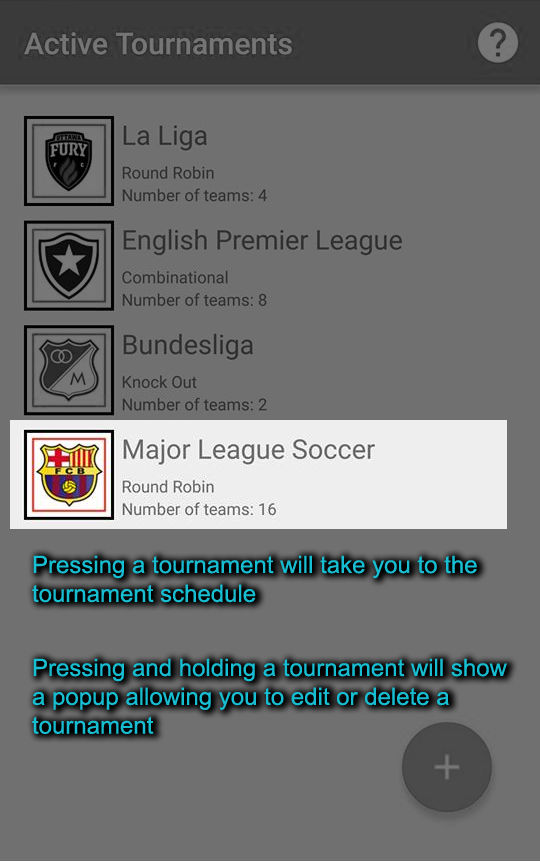 Active Tournaments
?
OTTAWA
FURY
F C
La Liga
Round Robin
Number of teams: 4
English Premier League
Combinational
Number of teams: 8
M
Bundesliga
Knock Out
Number of teams: 2
FCB
Major League Soccer
Round Robin
Number of teams: 16
Pressing a tournament will take you to the
tournament schedule
Pressing and holding a tournament will show
a popup allowing you to edit or delete a
tournament
+